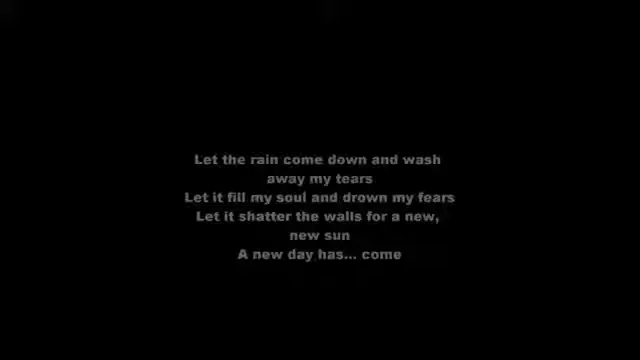 Let the rain come down and wash
away my tears
Let it fill my soul and drown my fears
Let it shatter the walls for a new,
new sun
A new day has... come